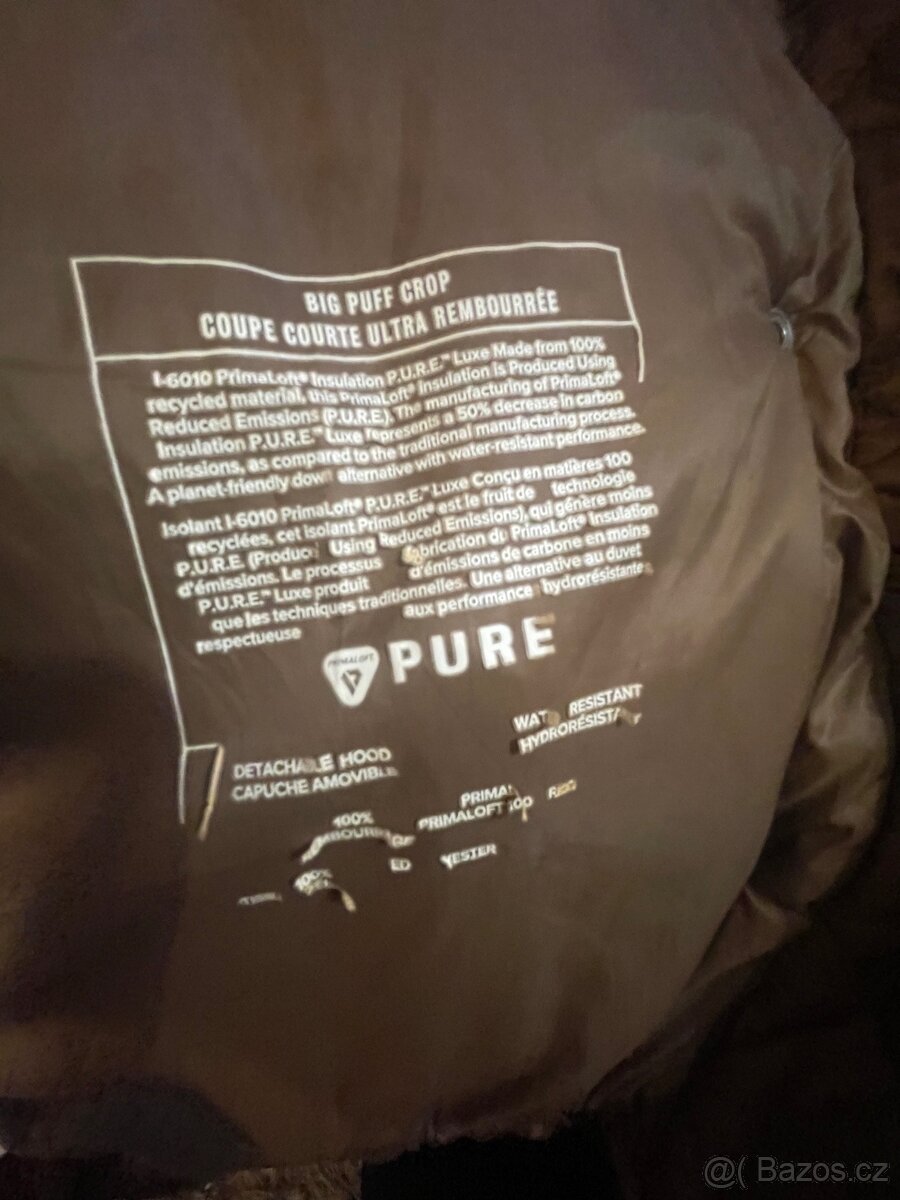 BIG PUFF CROP
COUPE COURTE ULTRA REMBOURRÉE
I-6010 PrimaLoft® Insulation P.U.R.E.™ Luxe Made from 100%
recycled material, this PrimaLoft® Insulation is Produced Using
Reduced Emissions (P.U.R.E). The manufacturing of PrimaLoft®
Insulation P.U.R.E.™ Luxe represents a 50% decrease in carbon
emissions, as compared to the traditional manufacturing process.
A planet-friendly down alternative with water-resistant performance.
Isolant I-6010 PrimaLoft® P.U.R.E.™ Luxe Conçu en matières 100
recyclées, cet isolant PrimaLoft® est le fruit de technologie
P.U.R.E. (Produc Using Reduced Emissions), qui génère moins
d'émissions. Le processus fabrication du PrimaLoft® Insulation
P.U.R.E.™ Luxe produit d'émissions de carbone en moins
que les techniques traditionnelles. Une alternative au duvet
respectueuse aux performance hydrorésistantes
PRIMALOFT PURE
WAT RESISTANT
HYDRORÉSISTA
DETACHABLE HOOD
CAPUCHE AMOVIBLE
100% PRIMAL
PRIMALOFT
ED YESTER
100%